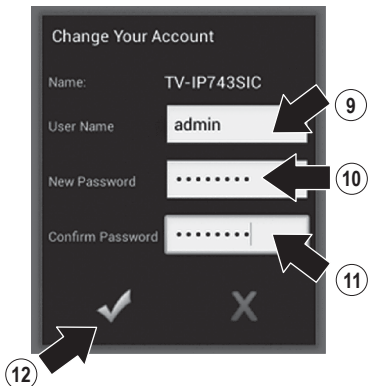 Change Your Account
Name: TV-IP743SIC
User Name admin 9
New Password •••••••• 10
Confirm Password •••••••• 11
X
12